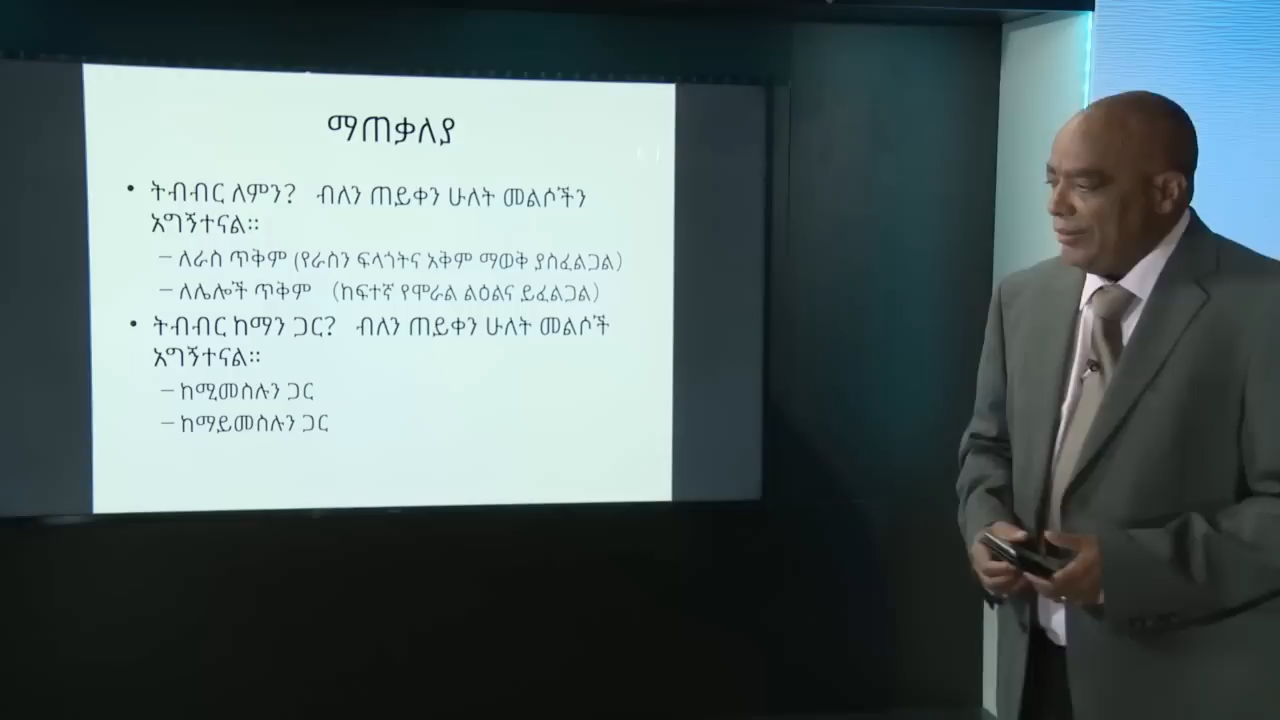 ማጠቃለያ
• ትብብር ለምን? ብለን ጠይቀን ሁለት መልሶችን
አግኝተናል።
– ለራስ ጥቅም (የራስን ፍላጎትና አቅም ማወቅ ያስፈልጋል)
– ለሌሎች ጥቅም (ከፍተኛ የሞራል ልዕልና ይፈልጋል)
• ትብብር ከማን ጋር? ብለን ጠይቀን ሁለት መልሶች
አግኝተናል።
– ከሚመስሉን ጋር
– ከማይመስሉን ጋር